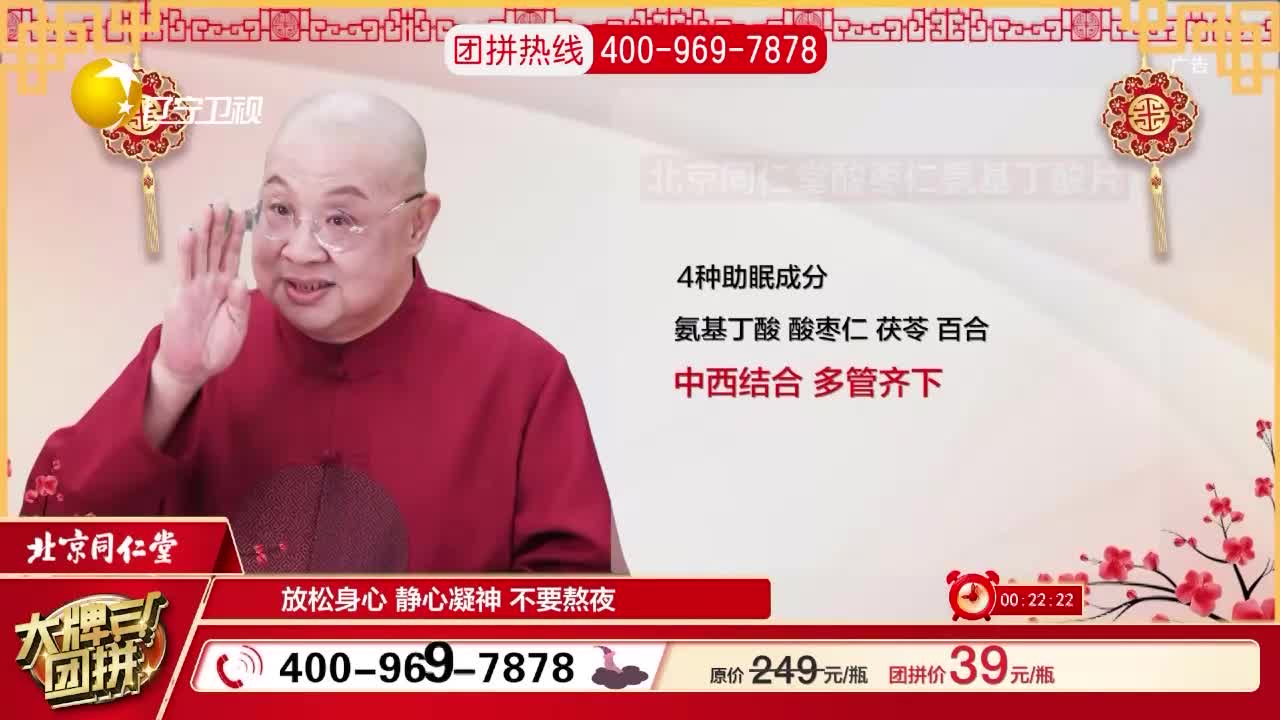 团拼热线 400-969-7878
广告
辽宁卫视
北京同仁堂酸枣仁氨基丁酸片
4种助眠成分
氨基丁酸 酸枣仁 茯苓 百合
中西结合 多管齐下
北京同仁堂
放松身心 静心凝神 不要熬夜
00:22:22
大牌日!
团拼
400-969-7878
原价249元/瓶 团拼价39元/瓶